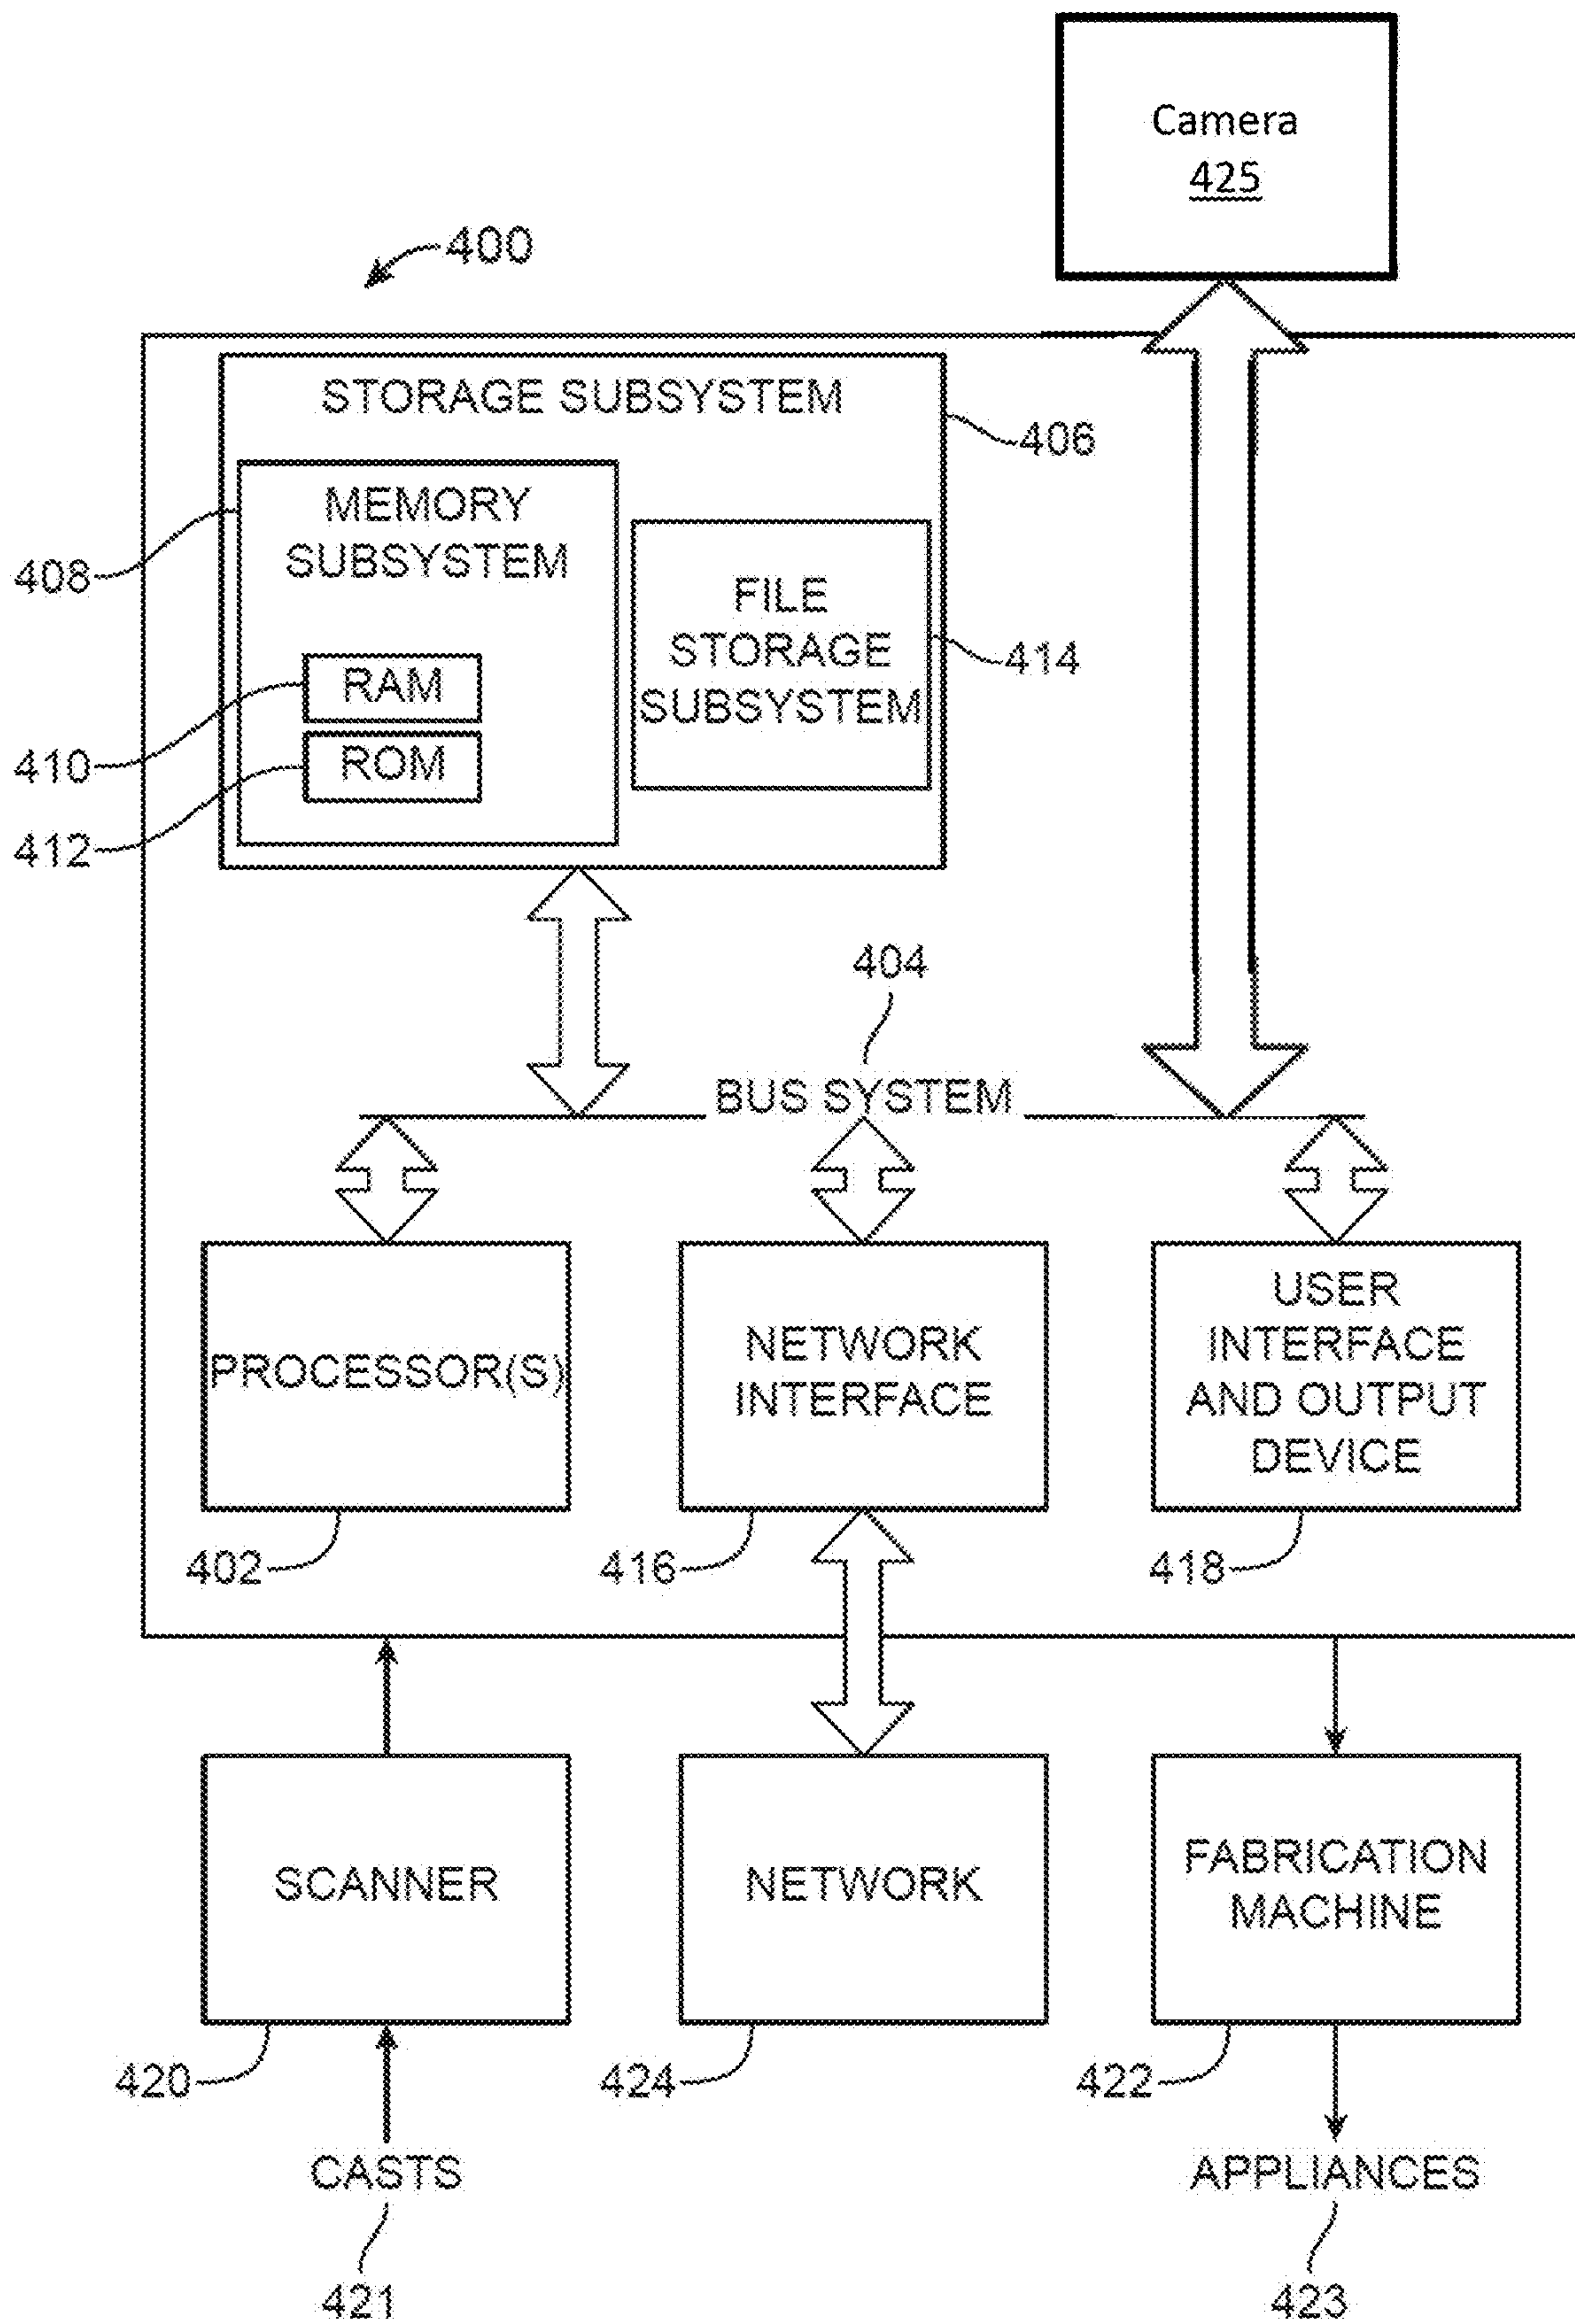 Camera
425
400
STORAGE SUBSYSTEM
406
MEMORY
SUBSYSTEM
408
FILE
STORAGE
SUBSYSTEM
414
RAM
410
ROM
412
404
BUS SYSTEM
PROCESSOR(S)
NETWORK
INTERFACE
USER
INTERFACE
AND OUTPUT
DEVICE
402
416
418
SCANNER
NETWORK
FABRICATION
MACHINE
420
424
422
CASTS
APPLIANCES
421
423